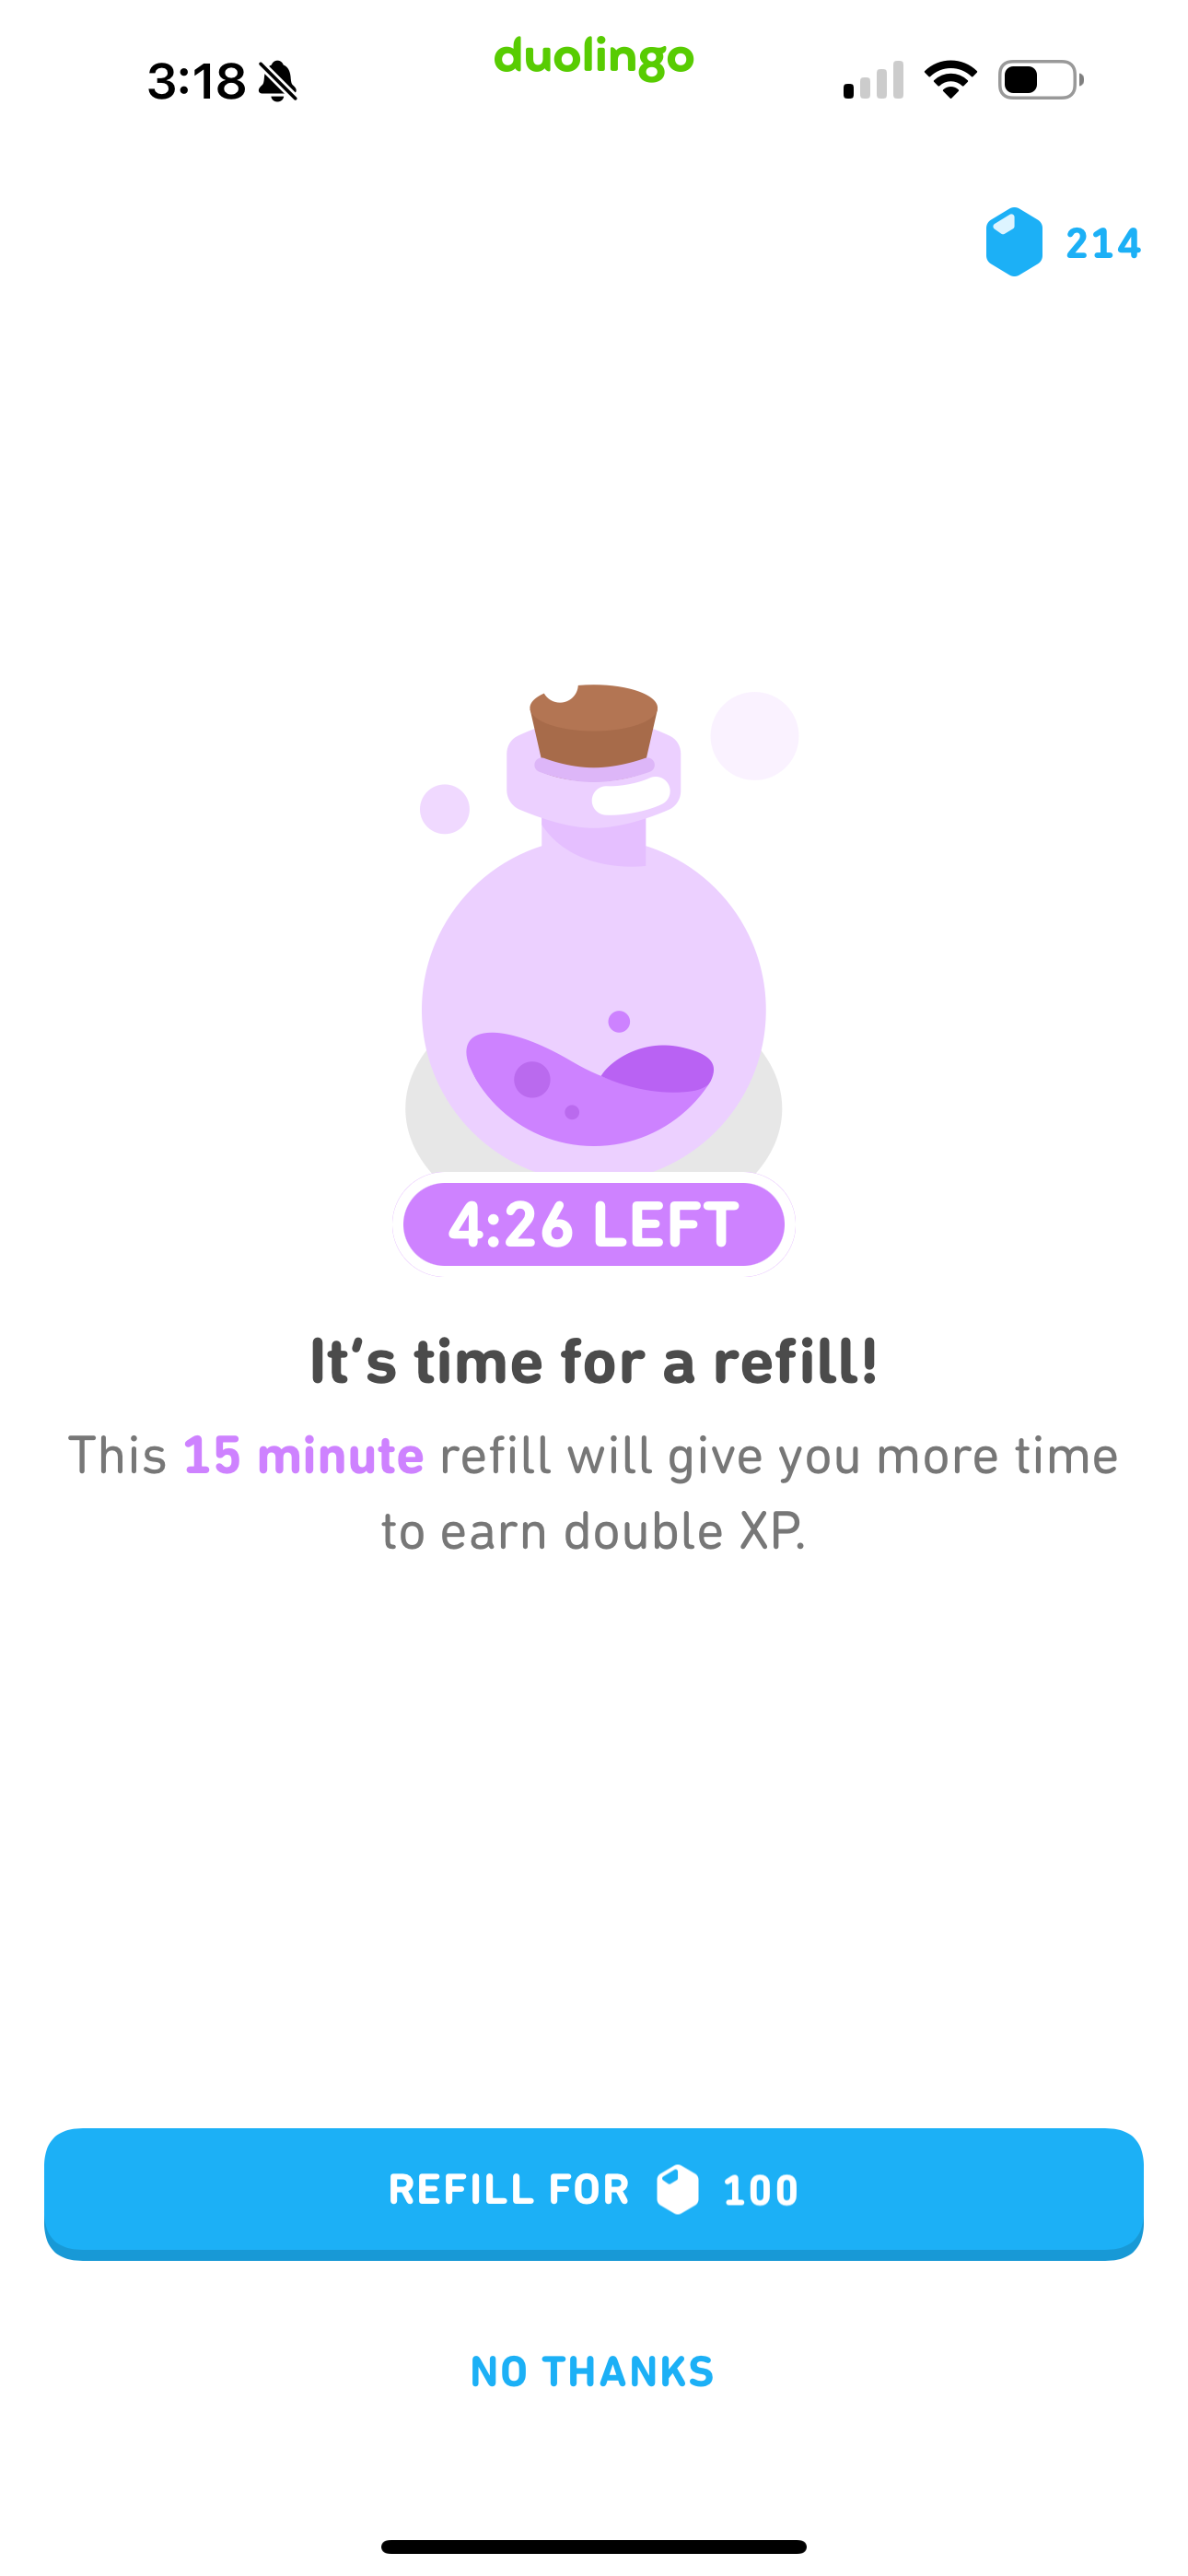 3:18
duolingo
214
4:26 LEFT
It's time for a refill!
This 15 minute refill will give you more time
to earn double XP.
REFILL FOR 100
NO THANKS